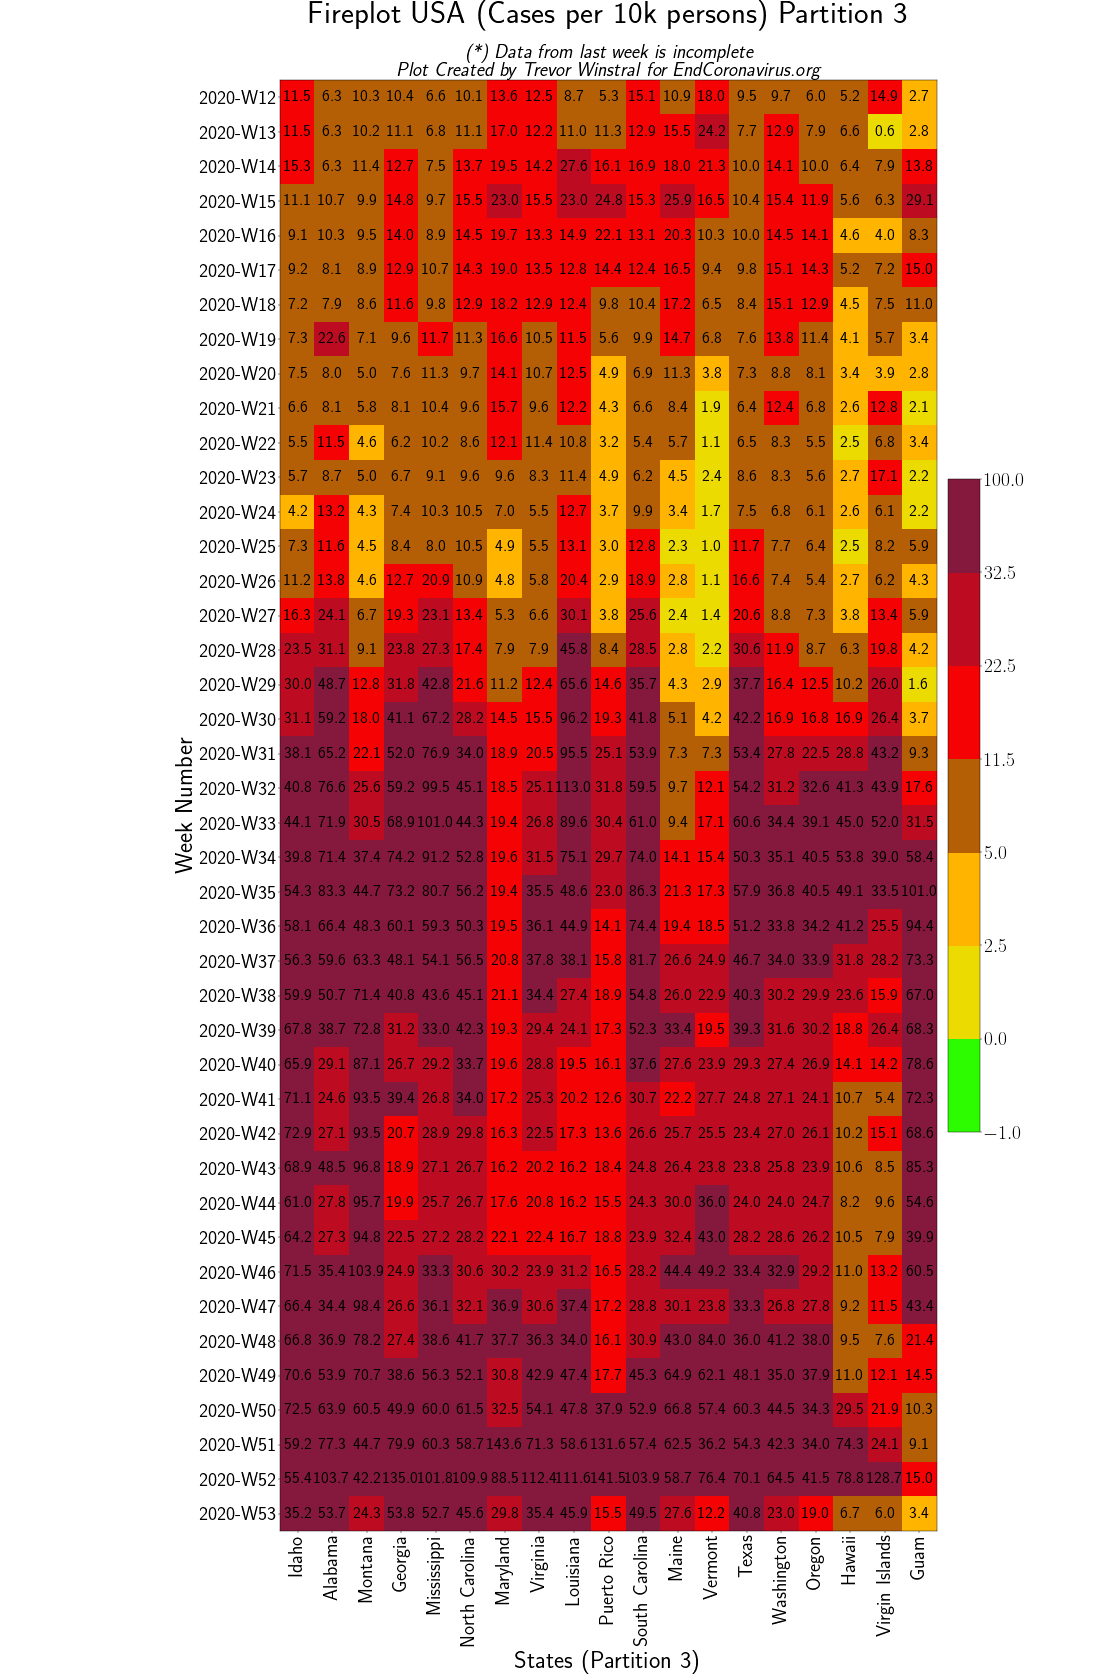 Fireplot USA (Cases per 10k persons) Partition 3
(*) Data from last week is incomplete
Plot Created by Trevor Winstral for EndCoronavirus.org
2020-W12 11.5 6.3 10.3 10.4 6.6 10.1 13.6 12.5 8.7 5.3 15.1 10.9 18.0 9.5 9.7 6.0 5.2 14.9 2.7
2020-W13 11.5 6.3 10.2 11.1 6.8 11.1 17.0 12.2 11.0 11.3 12.9 15.5 24.2 7.7 12.9 7.9 6.6 0.6 2.8
2020-W14 15.3 6.3 11.4 12.7 7.5 13.7 19.5 14.2 27.6 16.1 16.9 18.0 21.3 10.0 14.1 10.0 6.4 7.9 13.8
2020-W15 11.1 10.7 9.9 14.8 9.7 15.5 23.0 15.5 23.0 24.8 15.3 25.9 16.5 10.4 15.4 11.9 5.6 6.3 29.1
2020-W16 9.1 10.3 9.5 14.0 8.9 14.5 19.7 13.3 14.9 22.1 13.1 20.3 10.3 10.0 14.5 14.1 4.6 4.0 8.3
2020-W17 9.2 8.1 8.9 12.9 10.7 14.3 19.0 13.5 12.8 14.4 12.4 16.5 9.4 9.8 15.1 14.3 5.2 7.2 15.0
2020-W18 7.2 7.9 8.6 11.6 9.8 12.9 18.2 12.9 12.4 9.8 10.4 17.2 6.5 8.4 15.1 12.9 4.5 7.5 11.0
2020-W19 7.3 22.6 7.1 9.6 11.7 11.3 16.6 10.5 11.5 5.6 9.9 14.7 6.8 7.6 13.8 11.4 4.1 5.7 3.4
2020-W20 7.5 8.0 5.0 7.6 11.3 9.7 14.1 10.7 12.5 4.9 6.9 11.3 3.8 7.3 8.8 8.1 3.4 3.9 2.8
2020-W21 6.6 8.1 5.8 8.1 10.4 9.6 15.7 9.6 12.2 4.3 6.6 8.4 1.9 6.4 12.4 6.8 2.6 12.8 2.1
2020-W22 5.5 11.5 4.6 6.2 10.2 8.6 12.1 11.4 10.8 3.2 5.4 5.7 1.1 6.5 8.3 5.5 2.5 6.8 3.4
2020-W23 5.7 8.7 5.0 6.7 9.1 9.6 9.6 8.3 11.4 4.9 6.2 4.5 2.4 8.6 8.3 5.6 2.7 17.1 2.2
2020-W24 4.2 13.2 4.3 7.4 10.3 10.5 7.0 5.5 12.7 3.7 9.9 3.4 1.7 7.5 6.8 6.1 2.6 6.1 2.2
2020-W25 7.3 11.6 4.5 8.4 8.0 10.5 4.9 5.5 13.1 3.0 12.8 2.3 1.0 11.7 7.7 6.4 2.5 8.2 5.9
2020-W26 11.2 13.8 4.6 12.7 20.9 10.9 4.8 5.8 20.4 2.9 18.9 2.8 1.1 16.6 7.4 5.4 2.7 6.2 4.3
2020-W27 16.3 24.1 6.7 19.3 23.1 13.4 5.3 6.6 30.1 3.8 25.6 2.4 1.4 20.6 8.8 7.3 3.8 13.4 5.9
2020-W28 23.5 31.1 9.1 23.8 27.3 17.4 7.9 7.9 45.8 8.4 28.5 2.8 2.2 30.6 11.9 8.7 6.3 19.8 4.2
2020-W29 30.0 48.7 12.8 31.8 42.8 21.6 11.2 12.4 65.6 14.6 35.7 4.3 2.9 37.7 16.4 12.5 10.2 26.0 1.6
2020-W30 31.1 59.2 18.0 41.1 67.2 28.2 14.5 15.5 96.2 19.3 41.8 5.1 4.2 42.2 16.9 16.8 16.9 26.4 3.7
2020-W31 38.1 65.2 22.1 52.0 76.9 34.0 18.9 20.5 95.5 25.1 53.9 7.3 7.3 53.4 27.8 22.5 28.8 43.2 9.3
2020-W32 40.8 76.6 25.6 59.2 99.5 45.1 18.5 25.1 113.0 31.8 59.5 9.7 12.1 54.2 31.2 32.6 41.3 43.9 17.6
2020-W33 44.1 71.9 30.5 68.9 101.0 44.3 19.4 26.8 89.6 30.4 61.0 9.4 17.1 60.6 34.4 39.1 45.0 52.0 31.5
2020-W34 39.8 71.4 37.4 74.2 91.2 52.8 19.6 31.5 75.1 29.7 74.0 14.1 15.4 50.3 35.1 40.5 53.8 39.0 58.4
2020-W35 54.3 83.3 44.7 73.2 80.7 56.2 19.4 35.5 48.6 23.0 86.3 21.3 17.3 57.9 36.8 40.5 49.1 33.5 101.0
2020-W36 58.1 66.4 48.3 60.1 59.3 50.3 19.5 36.1 44.9 14.1 74.4 19.4 18.5 51.2 33.8 34.2 41.2 25.5 94.4
2020-W37 56.3 59.6 63.3 48.1 54.1 56.5 20.8 37.8 38.1 15.8 81.7 26.6 24.9 46.7 34.0 33.9 31.8 28.2 73.3
2020-W38 59.9 50.7 71.4 40.8 43.6 45.1 21.1 34.4 27.4 18.9 54.8 26.0 22.9 40.3 30.2 29.9 23.6 15.9 67.0
2020-W39 67.8 38.7 72.8 31.2 33.0 42.3 19.3 29.4 24.1 17.3 52.3 33.4 19.5 39.3 31.6 30.2 18.8 26.4 68.3
2020-W40 65.9 29.1 87.1 26.7 29.2 33.7 19.6 28.8 19.5 16.1 37.6 27.6 23.9 29.3 27.4 26.9 14.1 14.2 78.6
2020-W41 71.1 24.6 93.5 39.4 26.8 34.0 17.2 25.3 20.2 12.6 30.7 22.2 27.7 24.8 27.1 24.1 10.7 5.4 72.3
2020-W42 72.9 27.1 93.5 20.7 28.9 29.8 16.3 22.5 17.3 13.6 26.6 25.7 25.5 23.4 27.0 26.1 10.2 15.1 68.6
2020-W43 68.9 48.5 96.8 18.9 27.1 26.7 16.2 20.2 16.2 18.4 24.8 26.4 23.8 23.8 25.8 23.9 10.6 8.5 85.3
2020-W44 61.0 27.8 95.7 19.9 25.7 26.7 17.6 20.8 16.2 15.5 24.3 30.0 36.0 24.6 24.0 24.7 8.2 9.6 54.6
2020-W45 64.2 27.3 94.8 22.5 27.2 28.2 22.1 22.4 16.7 18.8 23.9 32.4 43.0 28.2 28.6 26.2 10.5 7.9 39.9
2020-W46 71.5 35.4 103.9 24.9 33.3 30.6 30.2 23.9 31.2 16.5 28.2 44.4 49.2 33.4 32.9 29.2 11.0 13.2 60.5
2020-W47 66.4 34.4 98.4 26.6 36.1 32.1 36.9 30.6 37.4 17.2 28.8 30.1 23.8 33.3 26.8 27.8 9.2 11.5 43.4
2020-W48 66.8 36.9 78.2 27.4 38.6 41.7 37.7 36.3 34.0 16.1 30.9 43.0 84.0 36.0 41.2 38.0 9.5 7.6 21.4
2020-W49 70.6 53.9 70.7 38.6 56.3 52.1 30.8 42.9 47.4 17.7 45.3 64.9 62.1 48.1 35.0 37.9 11.0 12.1 14.5
2020-W50 72.5 63.9 60.5 49.9 60.0 61.5 32.5 54.1 47.8 37.9 52.9 66.8 57.4 60.3 44.5 34.3 29.5 21.9 10.3
2020-W51 59.2 77.3 44.7 79.9 60.3 58.7 143.6 71.3 58.6 131.6 57.4 62.5 36.2 54.3 42.3 34.0 74.3 24.1 9.1
2020-W52 55.4 103.7 42.2 135.0 101.8 109.9 88.5 112.4 111.6 141.5 103.9 58.7 76.4 70.1 64.5 41.5 78.8 128.7 15.0
2020-W53 35.2 53.7 24.3 53.8 52.7 45.6 29.8 35.4 45.9 15.5 49.5 27.6 12.2 40.8 23.0 19.0 6.7 6.0 3.4
Week Number
Idaho
Alabama
Montana
Georgia
Mississippi
North Carolina
Maryland
Virginia
Louisiana
Puerto Rico
South Carolina
Maine
Vermont
Texas
Washington
Oregon
Hawaii
Virgin Islands
Guam
States (Partition 3)
100.0
32.5
22.5
11.5
5.0
2.5
0.0
−1.0